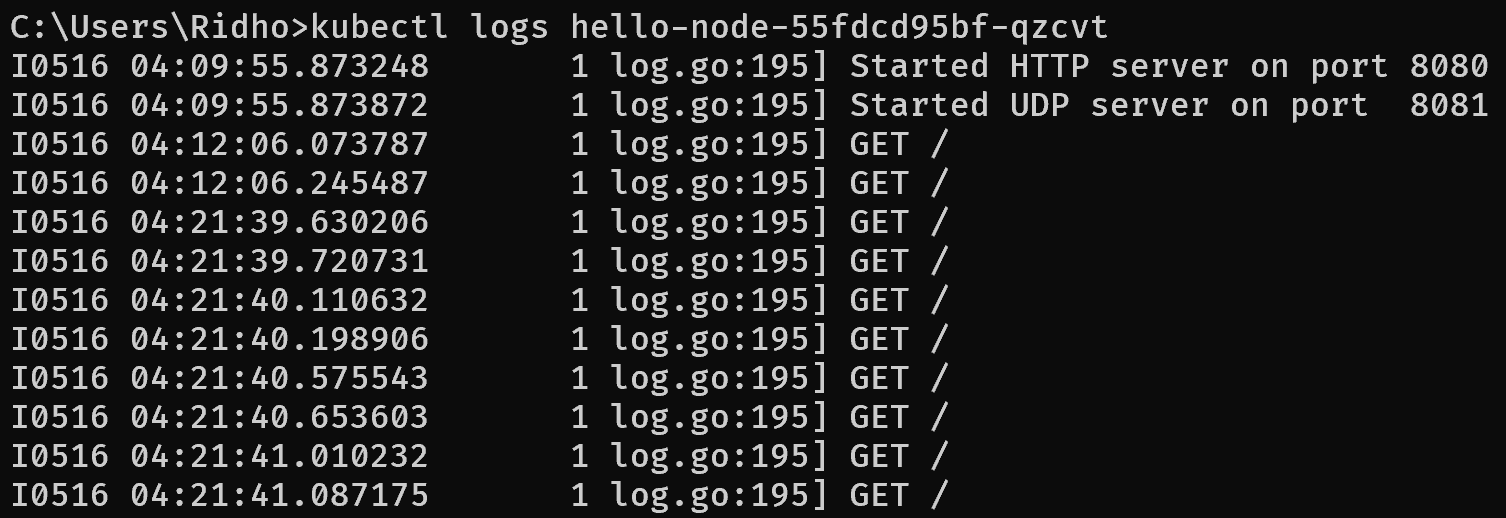 C:\Users\Ridho>kubectl logs hello-node-55fdcd95bf-qzcvt
I0516 04:09:55.873248       1 log.go:195] Started HTTP server on port 8080
I0516 04:09:55.873872       1 log.go:195] Started UDP server on port  8081
I0516 04:12:06.073787       1 log.go:195] GET /
I0516 04:12:06.245487       1 log.go:195] GET /
I0516 04:21:39.630206       1 log.go:195] GET /
I0516 04:21:39.720731       1 log.go:195] GET /
I0516 04:21:40.110632       1 log.go:195] GET /
I0516 04:21:40.198906       1 log.go:195] GET /
I0516 04:21:40.575543       1 log.go:195] GET /
I0516 04:21:40.653603       1 log.go:195] GET /
I0516 04:21:41.010232       1 log.go:195] GET /
I0516 04:21:41.087175       1 log.go:195] GET /